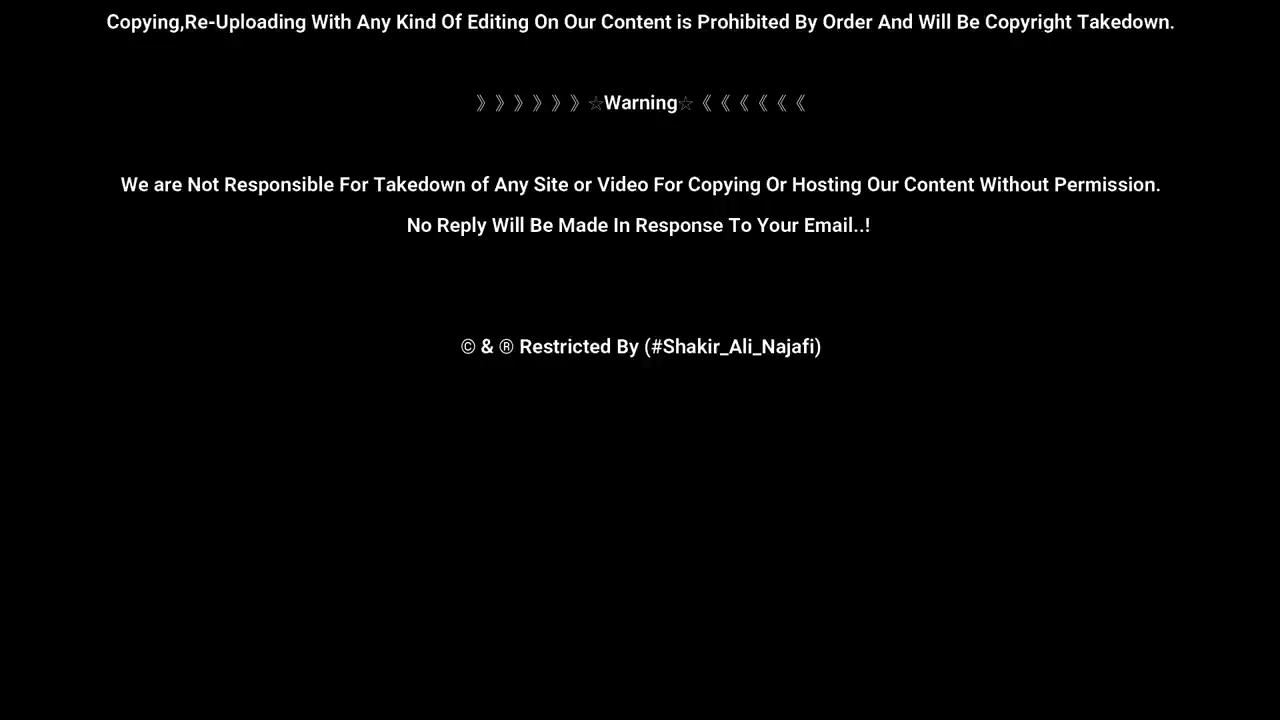 Copying,Re-Uploading With Any Kind Of Editing On Our Content is Prohibited By Order And Will Be Copyright Takedown.
》》》》》》☆Warning☆《《《《《《
We are Not Responsible For Takedown of Any Site or Video For Copying Or Hosting Our Content Without Permission.
No Reply Will Be Made In Response To Your Email..!
© & ® Restricted By (#Shakir_Ali_Najafi)